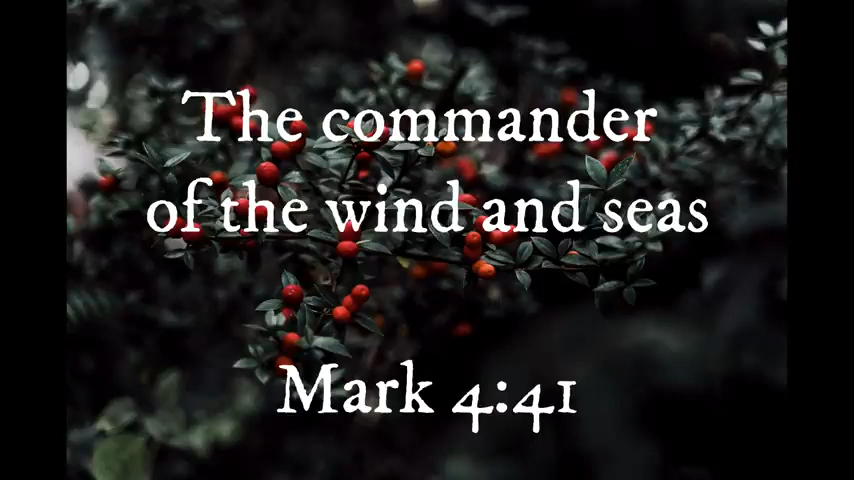 The commander
of the wind and seas
Mark 4:41